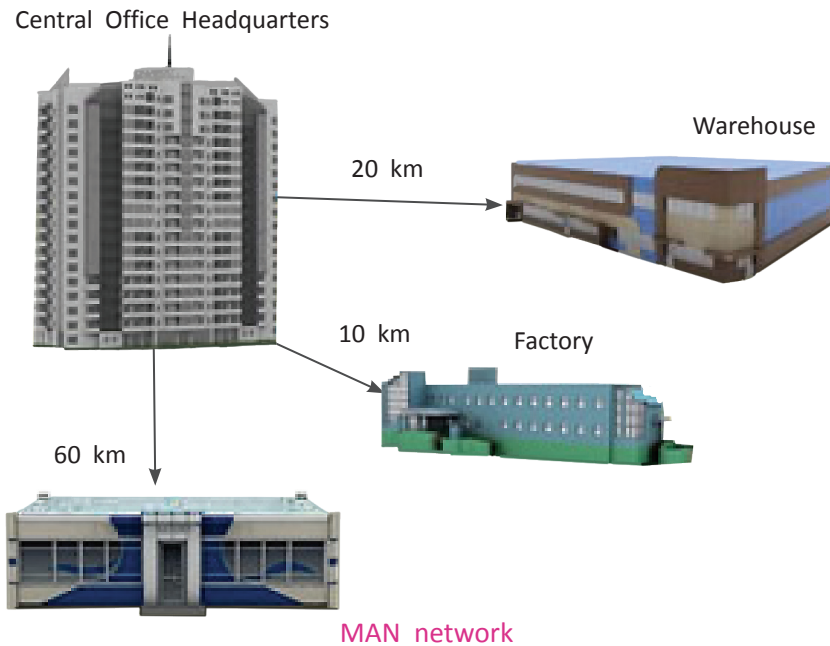 Central Office Headquarters
Warehouse
20 km
10 km
Factory
60 km
MAN network